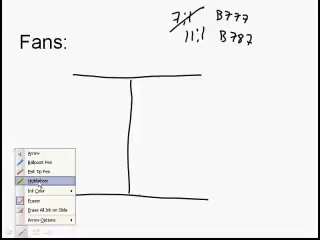 7:1 B777
11:1 B787
Fans:
Arrow
Ballpoint Pen
Felt Tip Pen
Highlighter
Ink Color
Eraser
Erase All Ink on Slide
Arrow Options